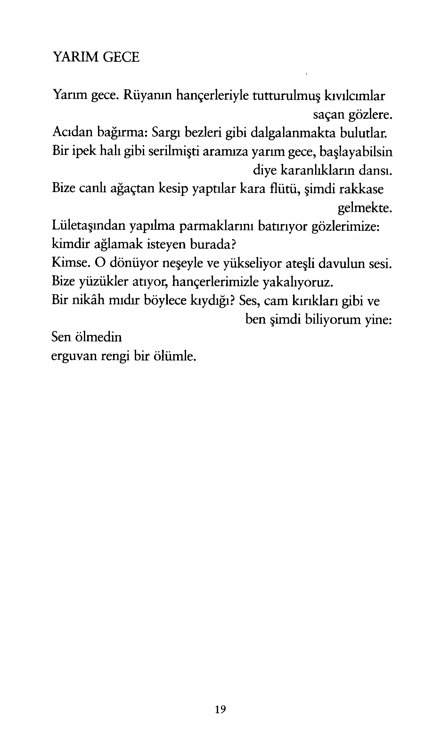 YARIM GECE
Yarım gece. Rüyanın hançerleriyle tutturulmuş kıvılcımlar
saçan gözlere.
Acıdan bağırma: Sargı bezleri gibi dalgalanmakta bulutlar.
Bir ipek halı gibi serilmişti aramıza yarım gece, başlayabilsin
diye karanlıkların dansı.
Bize canlı ağaçtan kesip yaptılar kara flütü, şimdi rakkase
gelmekte.
Lületaşından yapılma parmaklarını batırıyor gözlerimize:
kimdir ağlamak isteyen burada?
Kimse. O dönüyor neşeyle ve yükseliyor ateşli davulun sesi.
Bize yüzükler atıyor, hançerlerimizle yakalıyoruz.
Bir nikâh mıdır böylece kıydığı? Ses, cam kırıkları gibi ve
ben şimdi biliyorum yine:
Sen ölmedin
erguvan rengi bir ölümle.
19